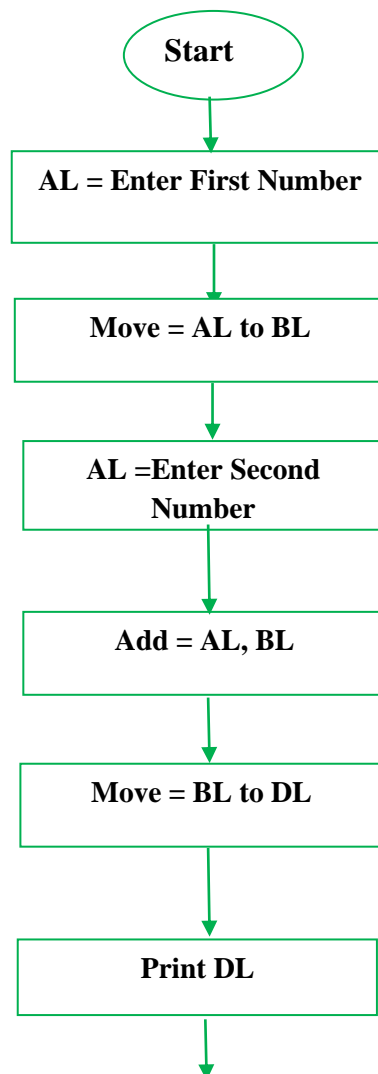 Start
AL = Enter First Number
Move = AL to BL
AL =Enter Second
Number
Add = AL, BL
Move = BL to DL
Print DL